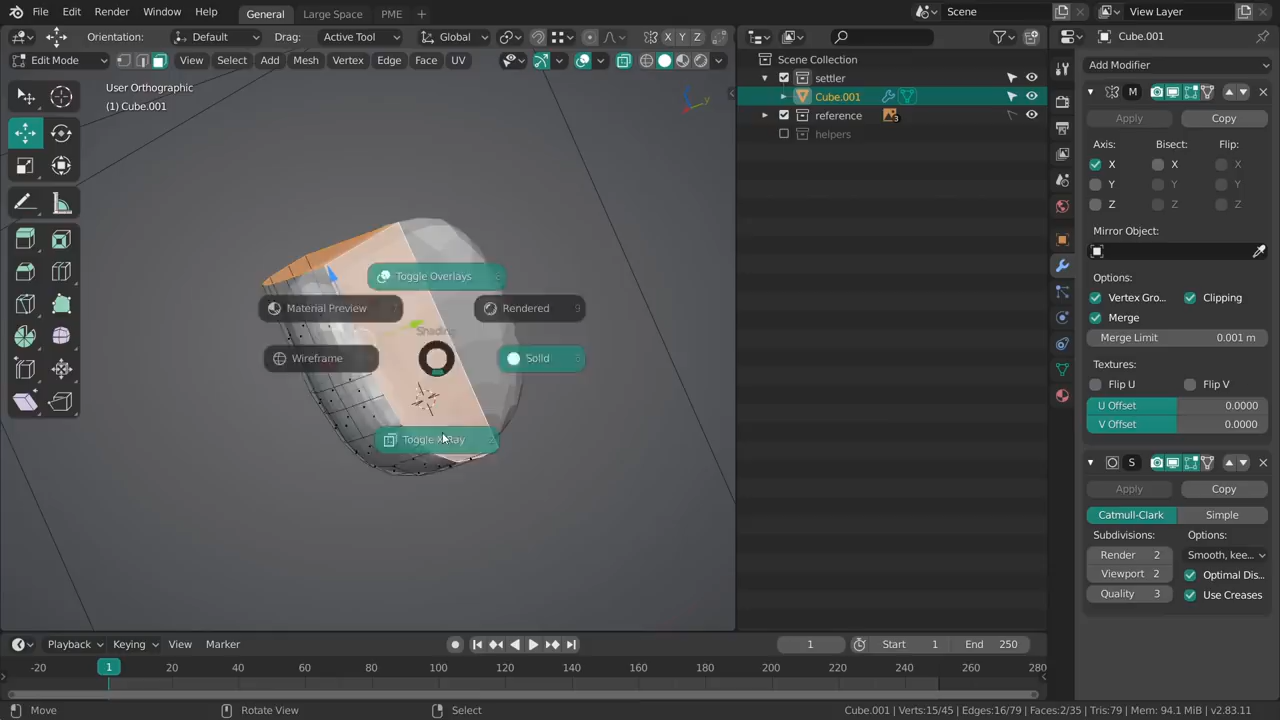 File Edit Render Window Help General Large Space PME Scene View Layer
Orientation: Default Drag: Active Tool Global X Y Z
Edit Mode View Select Add Mesh Vertex Edge Face UV
User Orthographic
(1) Cube.001
Y
Toggle Overlays
Material Preview 7
Rendered 9
Shading
Wireframe
Solid 6
Toggle X-Ray
Scene Collection
settler
Cube.001
reference 3
helpers
Cube.001
Add Modifier
M
Apply Copy
Axis: Bisect: Flip:
X X X
Y Y Y
Z Z Z
Mirror Object:
Options:
Vertex Gro... Clipping
Merge
Merge Limit 0.001 m
Textures:
Flip U Flip V
U Offset 0.0000
V Offset 0.0000
S
Apply Copy
Catmull-Clark Simple
Subdivisions: Options:
Render 2 Smooth, kee...
Viewport 2 Optimal Dis...
Quality 3 Use Creases
Playback Keying View Marker 1 Start 1 End 250
-20 1 20 40 60 80 100 120 140 160 180 200 220 240 260 280
Move Rotate View Select Cube.001 | Verts:15/45 | Edges:16/79 | Faces:2/35 | Tris:79 | Mem: 94.1 MiB | v2.83.11